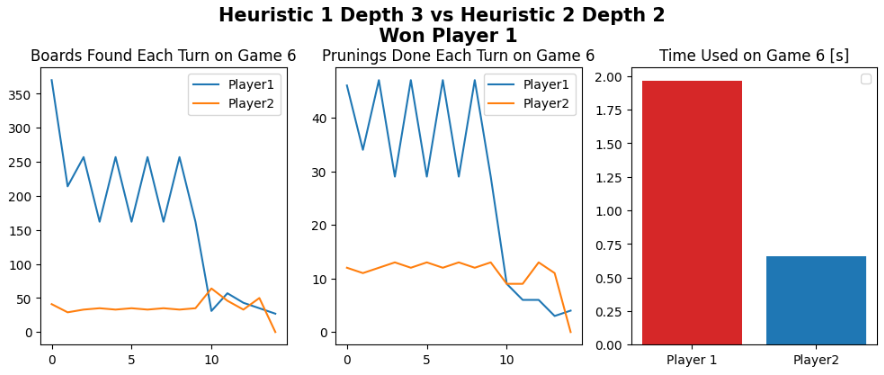 Heuristic 1 Depth 3 vs Heuristic 2 Depth 2
Won Player 1
Boards Found Each Turn on Game 6
Player1
Player2
350
300
250
200
150
100
50
0
0
5
10
Prunings Done Each Turn on Game 6
Player1
Player2
40
30
20
10
0
0
5
10
Time Used on Game 6 [s]
2.00
1.75
1.50
1.25
1.00
0.75
0.50
0.25
0.00
Player 1
Player2